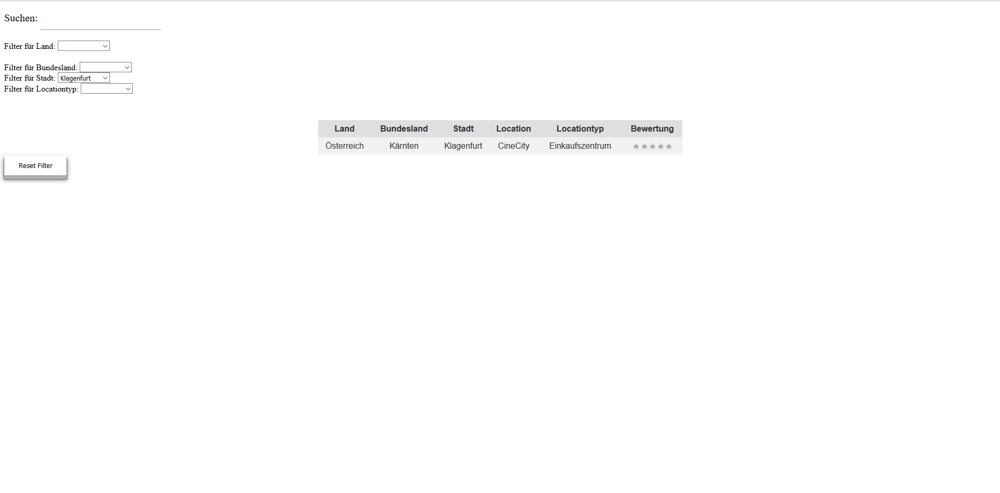 Suchen:
Filter für Land:
Filter für Bundesland:
Filter für Stadt: Klagenfurt
Filter für Locationtyp:
Land Bundesland Stadt Location Locationtyp Bewertung
Österreich Kärnten Klagenfurt CineCity Einkaufszentrum ★★★★★
Reset Filter